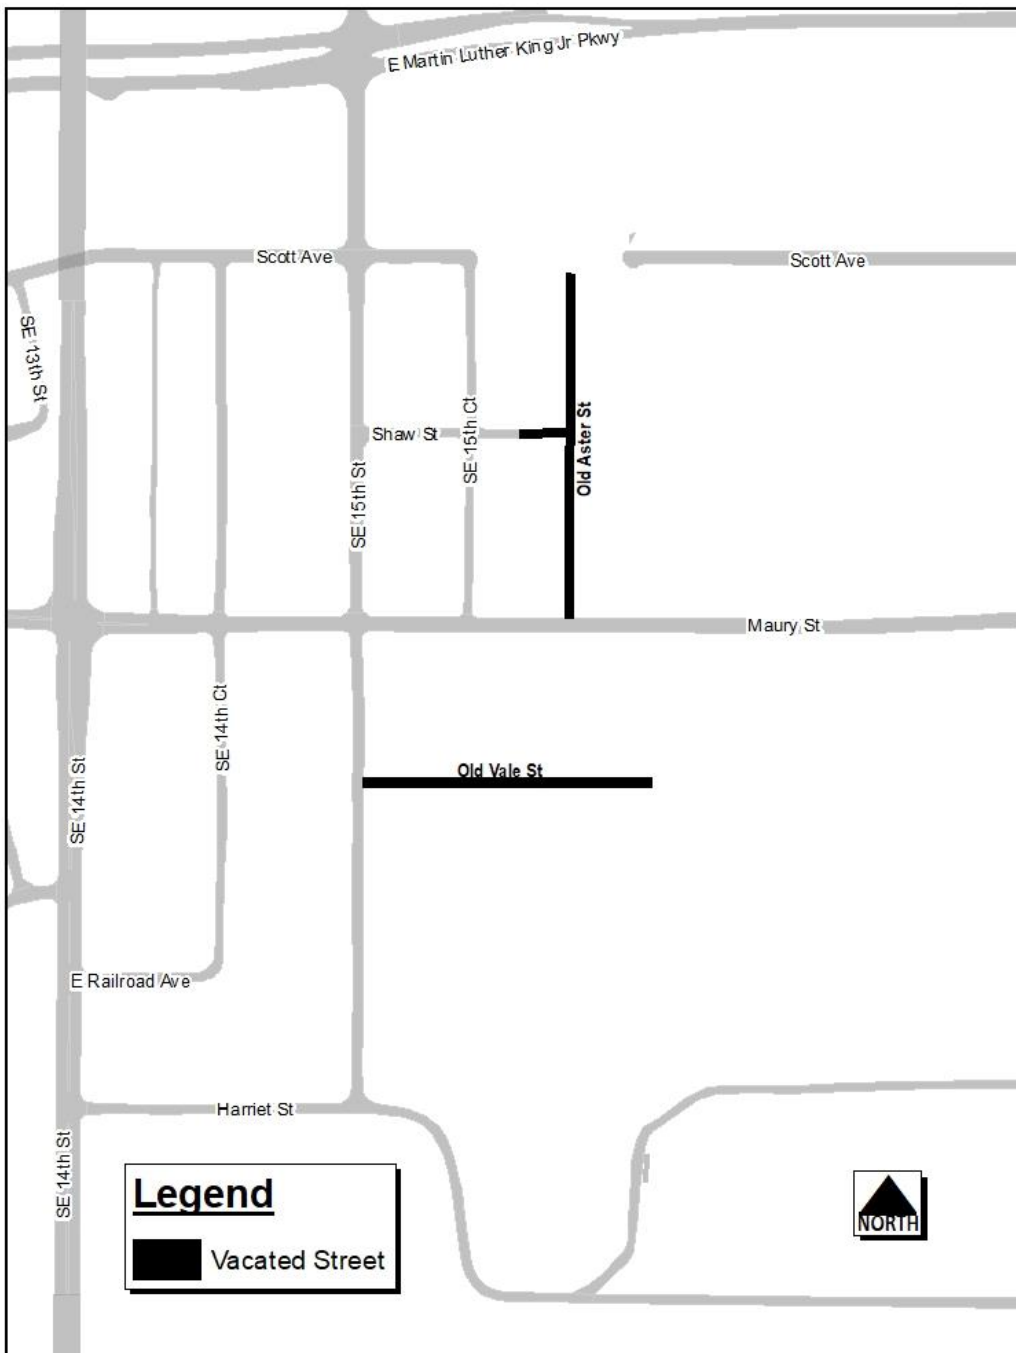 E Martin Luther King Jr Pkwy
Scott Ave
Scott Ave
SE 13th St
Shaw St
SE 15th Ct
Old Aster St
SE 15th St
Maury St
SE 14th Ct
Old Vale St
SE 14th St
E Railroad Ave
Harriet St
SE 14th St
Legend
Vacated Street
NORTH